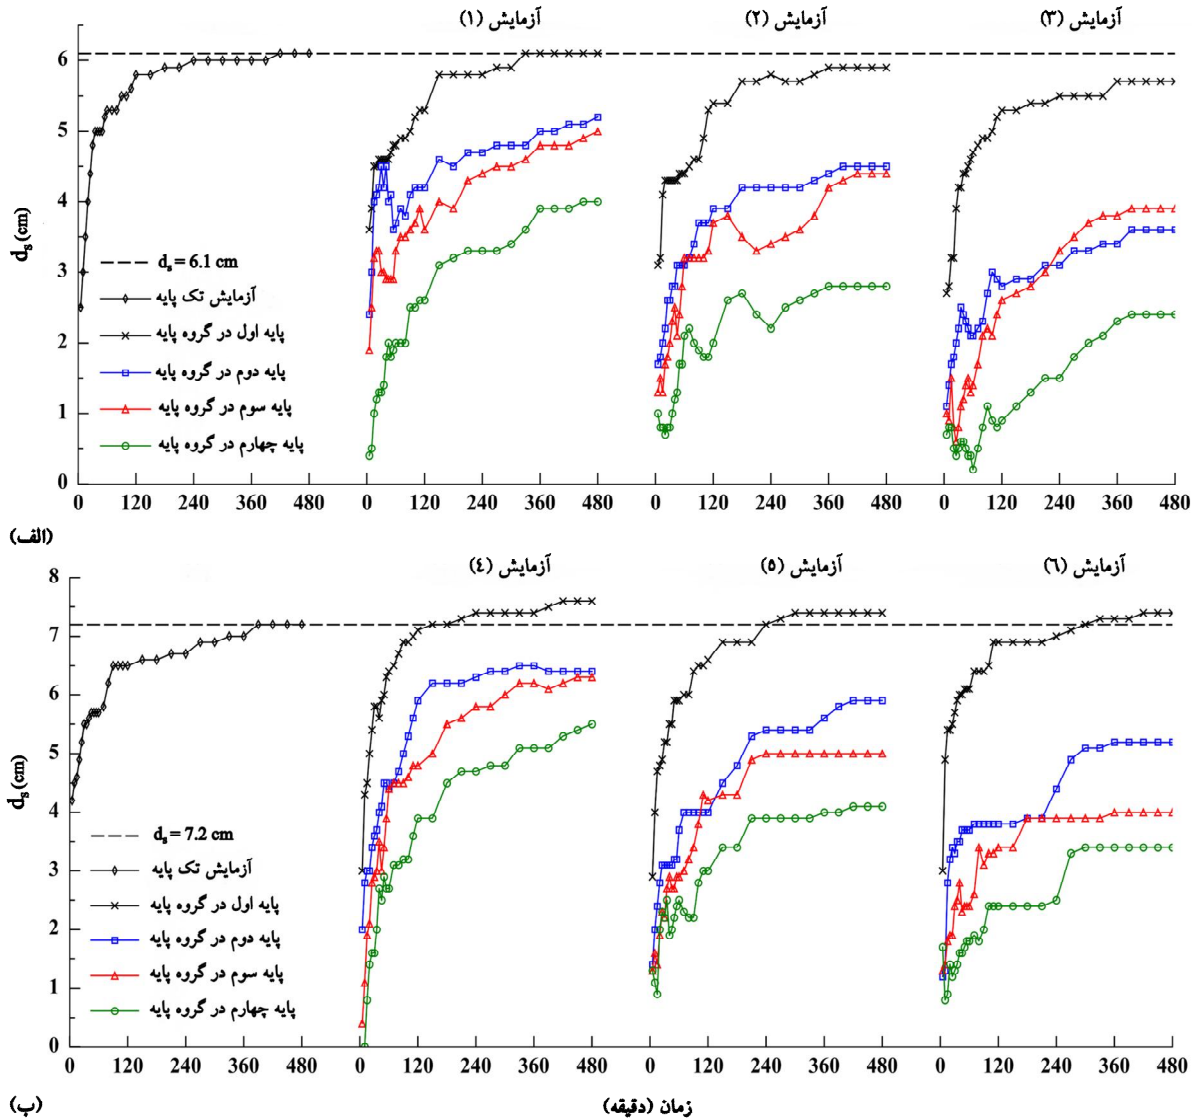 آزمایش (۱)
آزمایش (۲)
آزمایش (۳)
6
5
4
3
2
1
0
dₛ (cm)
dₛ = 6.1 cm
آزمایش تک پایه
پایه اول در گروه پایه
پایه دوم در گروه پایه
پایه سوم در گروه پایه
پایه چهارم در گروه پایه
0 120 240 360 480
0 120 240 360 480
0 120 240 360 480
0 120 240 360 480
(الف)
آزمایش (۴)
آزمایش (۵)
آزمایش (۶)
8
7
6
5
4
3
2
1
0
dₛ (cm)
dₛ = 7.2 cm
آزمایش تک پایه
پایه اول در گروه پایه
پایه دوم در گروه پایه
پایه سوم در گروه پایه
پایه چهارم در گروه پایه
0 120 240 360 480
0 120 240 360 480
0 120 240 360 480
0 120 240 360 480
(ب)
زمان (دقیقه)